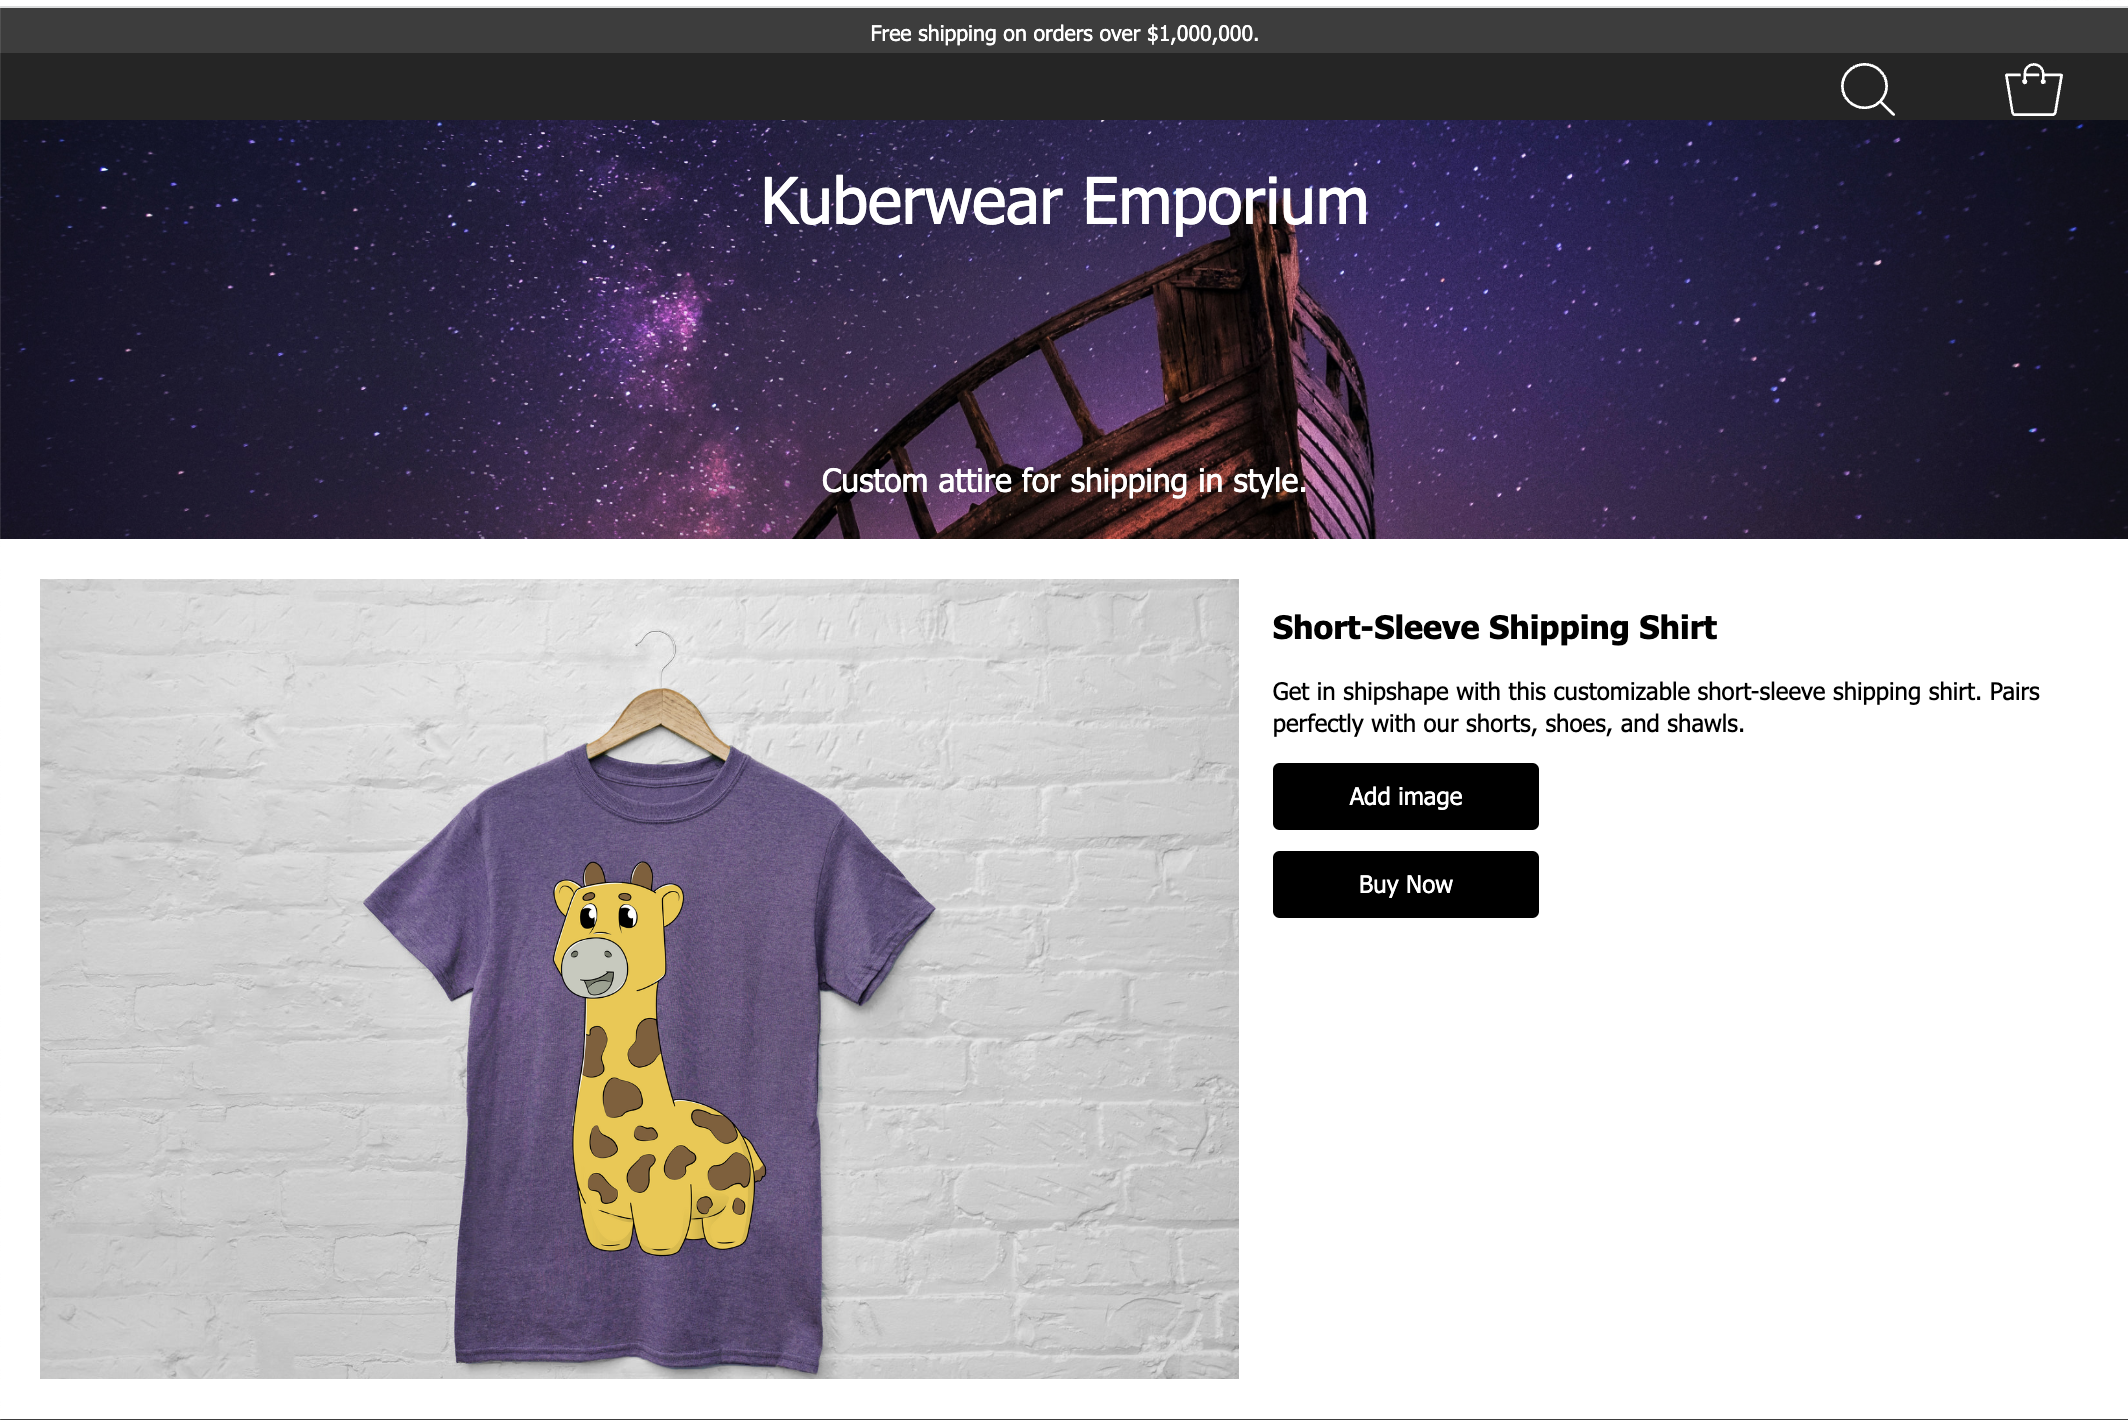 Free shipping on orders over $1,000,000.
Kuberwear Emporium
Custom attire for shipping in style.
Short-Sleeve Shipping Shirt
Get in shipshape with this customizable short-sleeve shipping shirt. Pairs
perfectly with our shorts, shoes, and shawls.
Add image
Buy Now